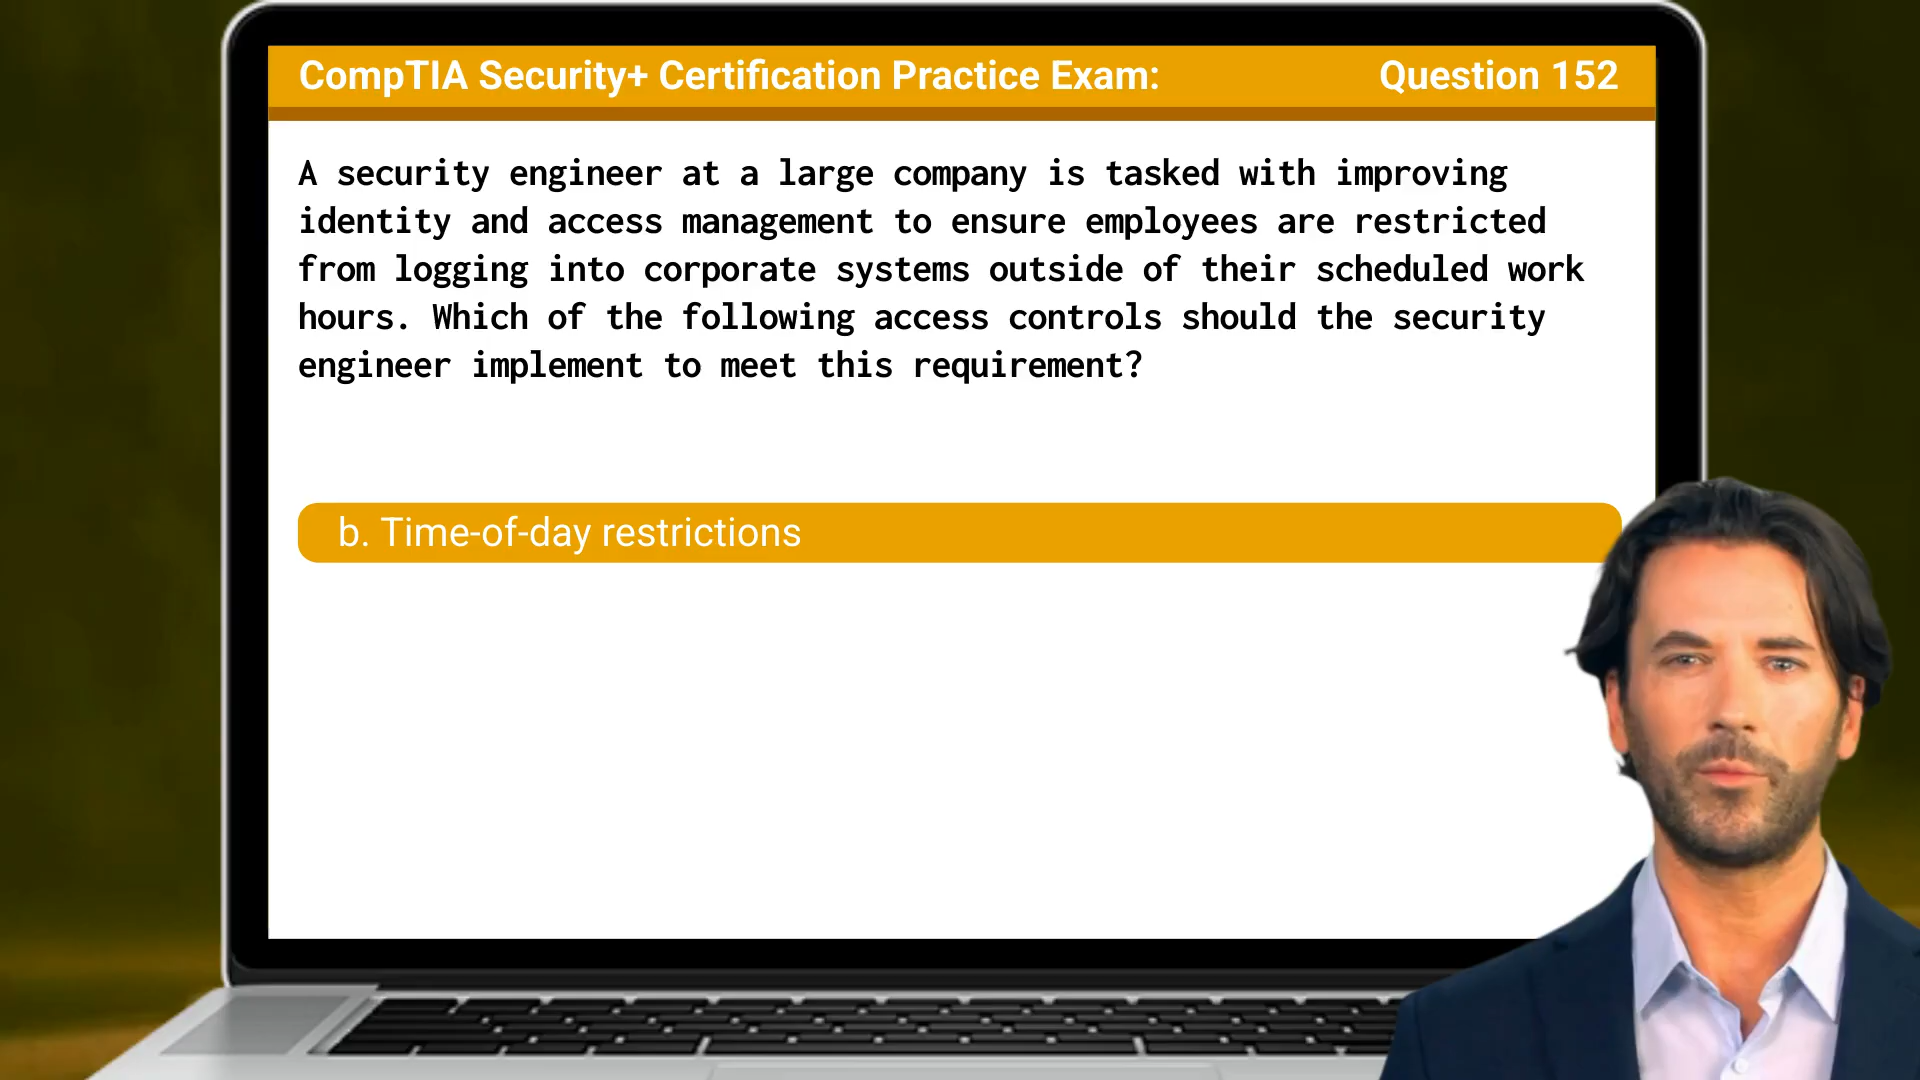 CompTIA Security+ Certification Practice Exam: Question 152
A security engineer at a large company is tasked with improving
identity and access management to ensure employees are restricted
from logging into corporate systems outside of their scheduled work
hours. Which of the following access controls should the security
engineer implement to meet this requirement?
b. Time-of-day restrictions